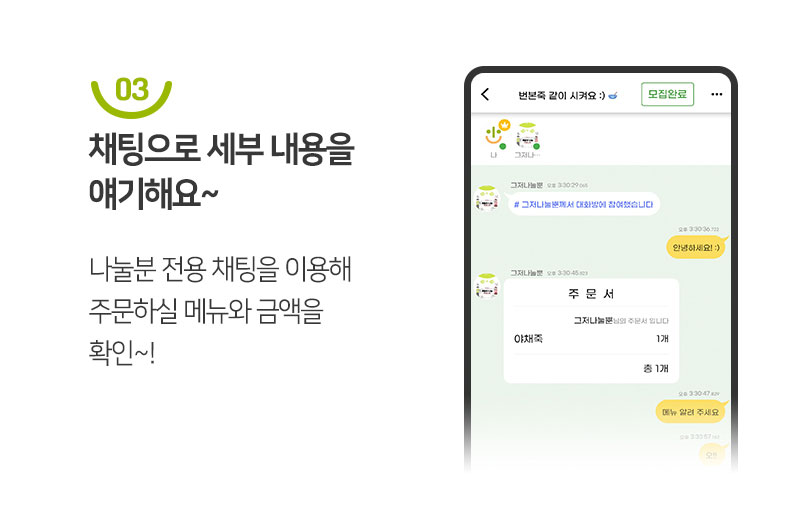 03
채팅으로 세부 내용을
얘기해요~
나눌분 전용 채팅을 이용해
주문하실 메뉴와 금액을
확인~!
번본죽 같이 시켜요 :)
모집완료
나
그저나…
그저나눌뿐 오후 3:30:29
# 그저나눌뿐께서 대화방에 참여했습니다
오후 3:30:36
안녕하세요! :)
그저나눌뿐 오후 3:30:45
주 문 서
그저나눌뿐님의 주문서 입니다
야채죽 1개
총 1개
오후 3:30:47
메뉴 알려 주세요
오후 3:30:52